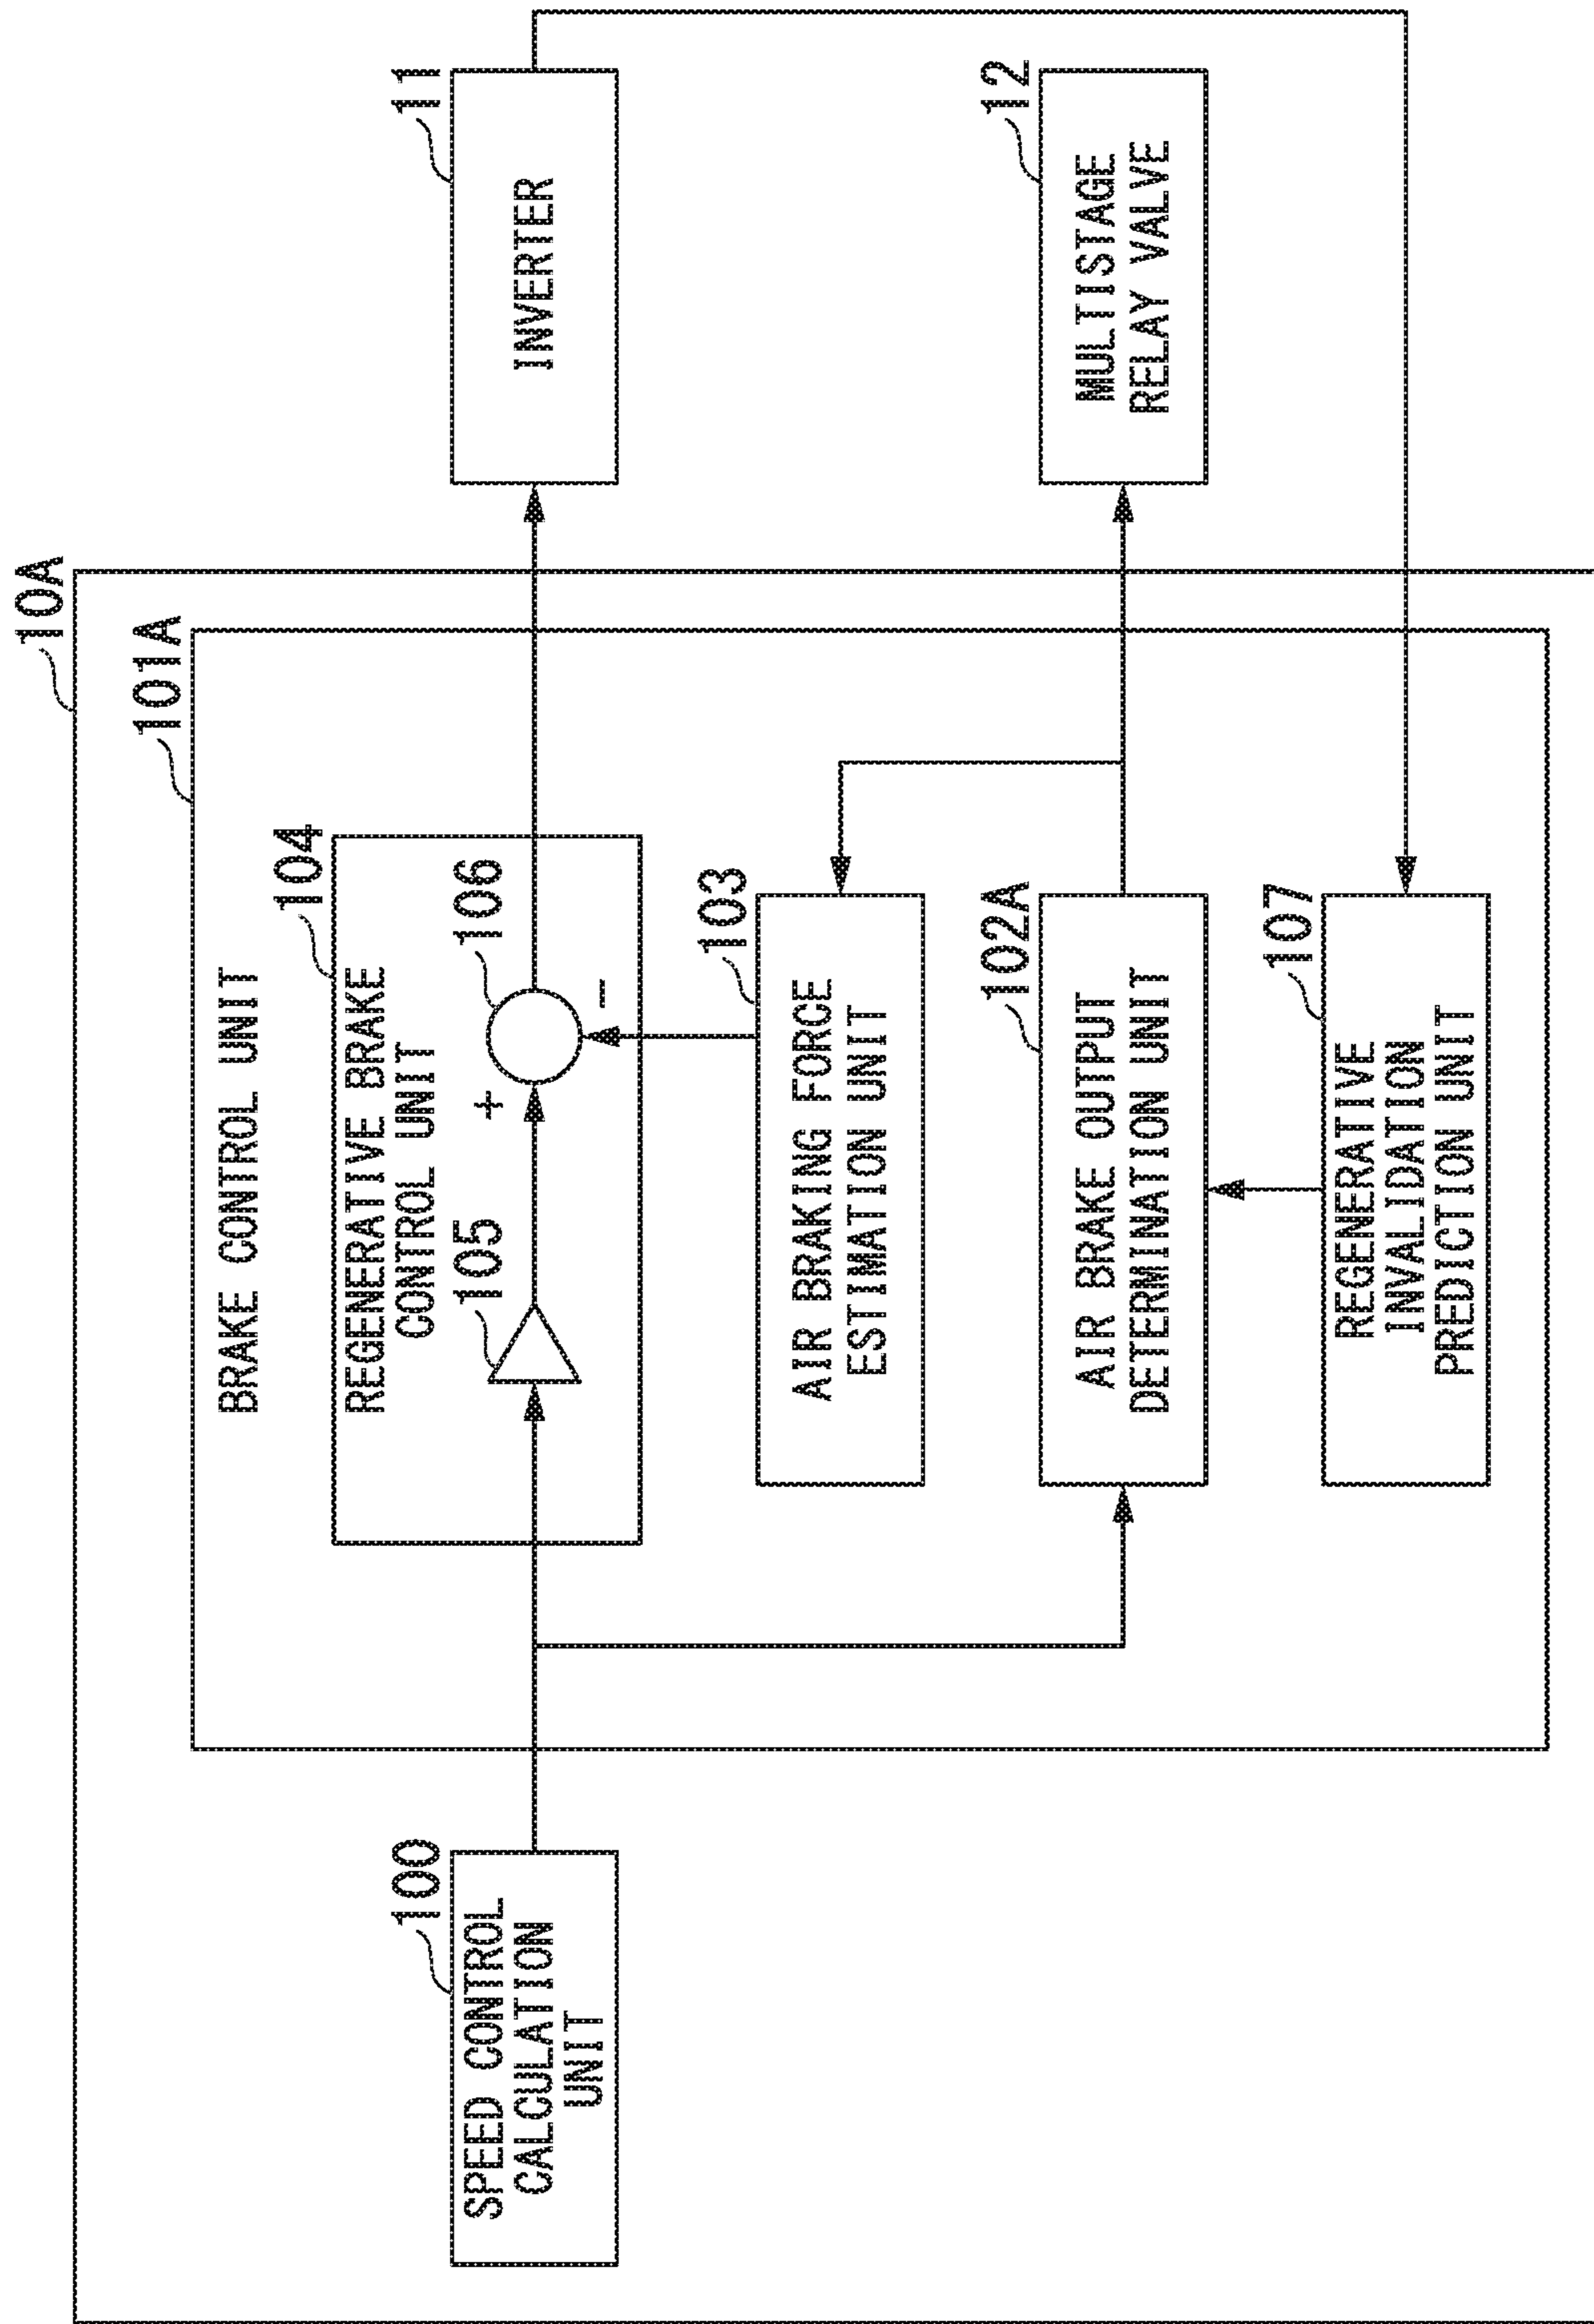 10A
101A
BRAKE CONTROL UNIT
104
REGENERATIVE BRAKE
CONTROL UNIT
105
106
+
-
100
SPEED CONTROL
CALCULATION
UNIT
11
INVERTER
103
AIR BRAKING FORCE
ESTIMATION UNIT
102A
AIR BRAKE OUTPUT
DETERMINATION UNIT
12
MULTISTAGE
RELAY VALVE
107
REGENERATIVE
INVALIDATION
PREDICTION UNIT